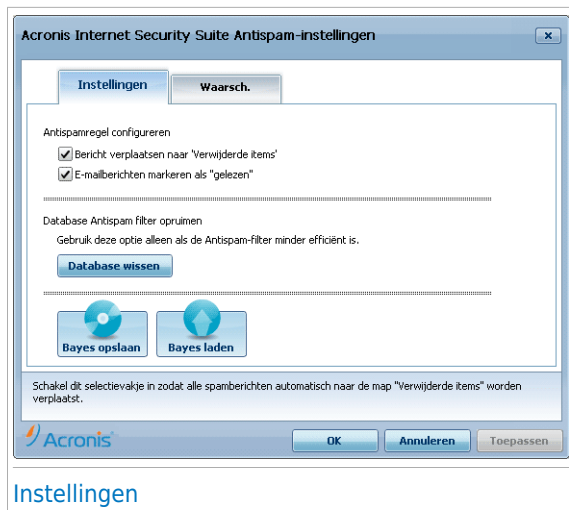 Acronis Internet Security Suite Antispam-instellingen
Instellingen
Waarsch.
Antispamregel configureren
Bericht verplaatsen naar 'Verwijderde items'
E-mailberichten markeren als "gelezen"
Database Antispam filter opruimen
Gebruik deze optie alleen als de Antispam-filter minder efficiënt is.
Database wissen
Bayes opslaan
Bayes laden
Schakel dit selectievakje in zodat alle spamberichten automatisch naar de map "Verwijderde items" worden
verplaatst.
Acronis
OK
Annuleren
Toepassen
Instellingen